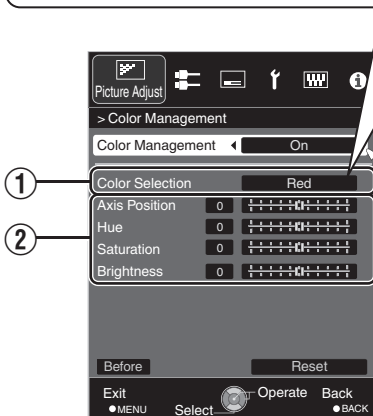 Picture Adjust
> Color Management
Color Management On
① Color Selection Red
② Axis Position 0
Hue 0
Saturation 0
Brightness 0
Before Reset
Exit Operate Back
●MENU Select ●BACK